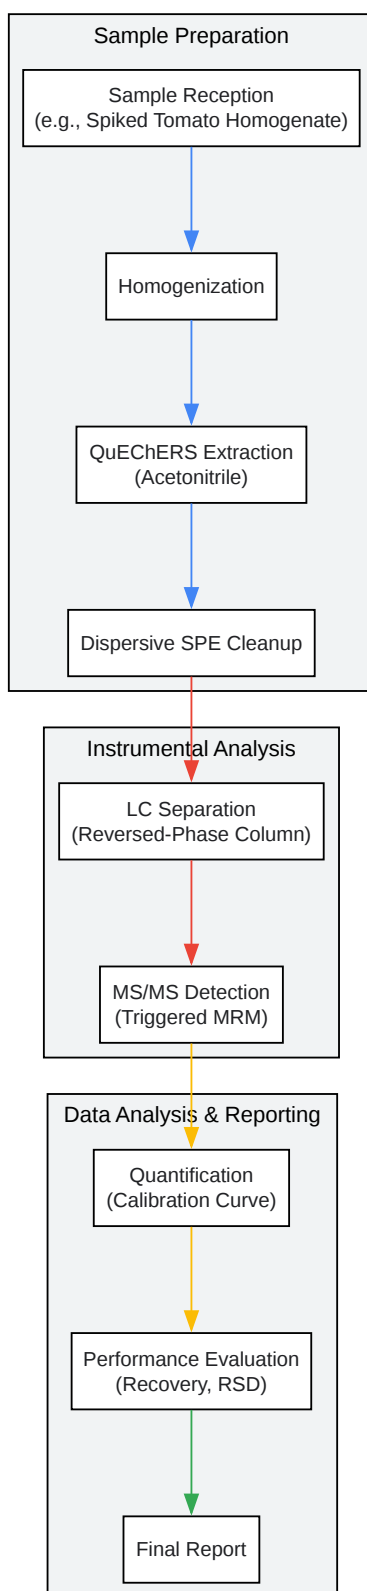 Sample Preparation
Sample Reception
(e.g., Spiked Tomato Homogenate)
Homogenization
QuEChERS Extraction
(Acetonitrile)
Dispersive SPE Cleanup
Instrumental Analysis
LC Separation
(Reversed-Phase Column)
MS/MS Detection
(Triggered MRM)
Data Analysis & Reporting
Quantification
(Calibration Curve)
Performance Evaluation
(Recovery, RSD)
Final Report